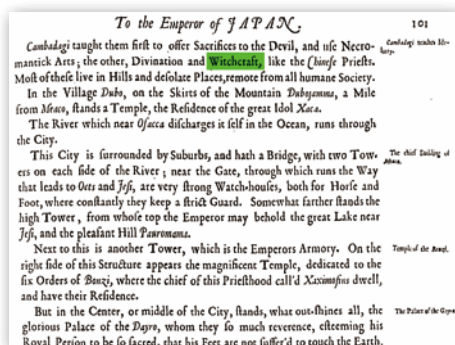 To the Emperor of JAPAN.
101
Cambadagi taught them first to offer Sacrifices to the Devil, and use Necro-
mantick Arts; the other, Divination and Witchcraft, like the Chinese Priests.
Most of these live in Hills and desolate Places, remote from all humane Society.
Cambadagi teaches
In the Village Dubo, on the Skirts of the Mountain Duboyamma, a Mile
from Meaco, stands a Temple, the Residence of the great Idol Xaca.
The River which near Osacca discharges it self in the Ocean, runs through
the City.
This City is surrounded by Suburbs, and hath a Bridge, with two Tow-
ers on each side of the River; near the Gate, through which runs the Way
that leads to Oets and Jesi, are very strong Watch-houses, both for Horse and
Foot, where constantly they keep a strict Guard. Somewhat farther stands the
high Tower, from whose top the Emperor may behold the great Lake near
Jesi, and the pleasant Hill Pauromama.
The chief Building of
Next to this is another Tower, which is the Emperors Armory. On the
right side of this Structure appears the magnificent Temple, dedicated to the
six Orders of Bonzi, where the chief of this Priesthood call'd Xaximosins dwell,
and have their Residence.
Temple of the Bonzi.
But in the Center, or middle of the City, stands, what out-shines all, the
glorious Palace of the Dayro, whom they so much reverence, esteeming his
Royal Person to be so sacred, that his Feet are not suffer'd to touch the Earth.
The Palace of the